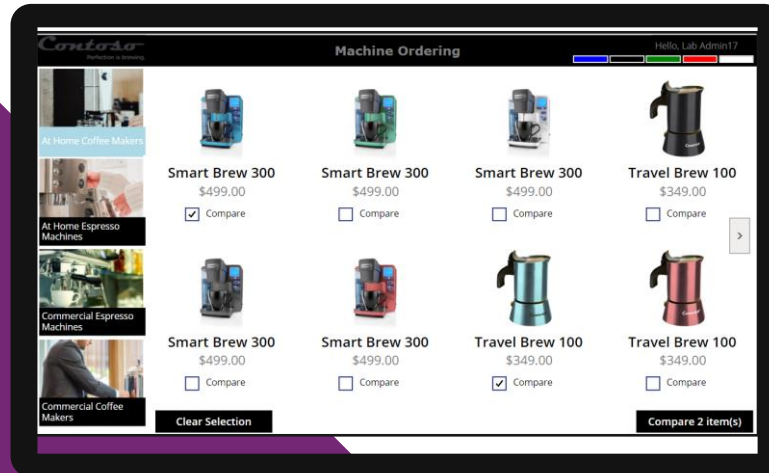 Contoso
Perfection is Brewing.
Machine Ordering
Hello, Lab Admin17
At Home Coffee Makers
At Home Espresso
Machines
Commercial Espresso
Machines
Commercial Coffee
Makers
Smart Brew 300
$499.00
Compare
Smart Brew 300
$499.00
Compare
Smart Brew 300
$499.00
Compare
Travel Brew 100
$349.00
Compare
Smart Brew 300
$499.00
Compare
Smart Brew 300
$499.00
Compare
Travel Brew 100
$349.00
Compare
Travel Brew 100
$349.00
Compare
Clear Selection
Compare 2 item(s)